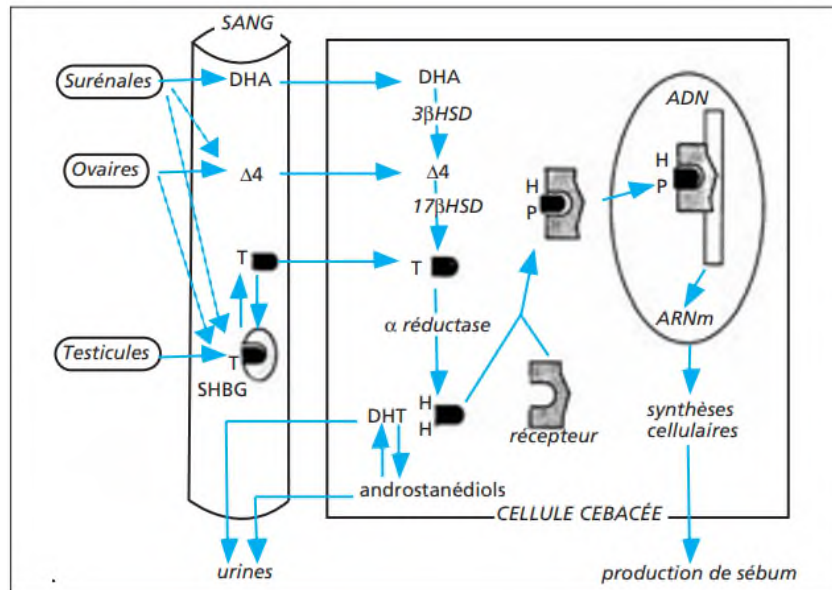 SANG
Surénales
DHA
DHA
3βHSD
ADN
Ovaires
Δ4
Δ4
17βHSD
H
P
H
P
T
T
α réductase
ARNm
Testicules
T
SHBG
DHT
H
H
récepteur
synthèses
cellulaires
androstanédiols
CELLULE CEBACÉE
urines
production de sébum